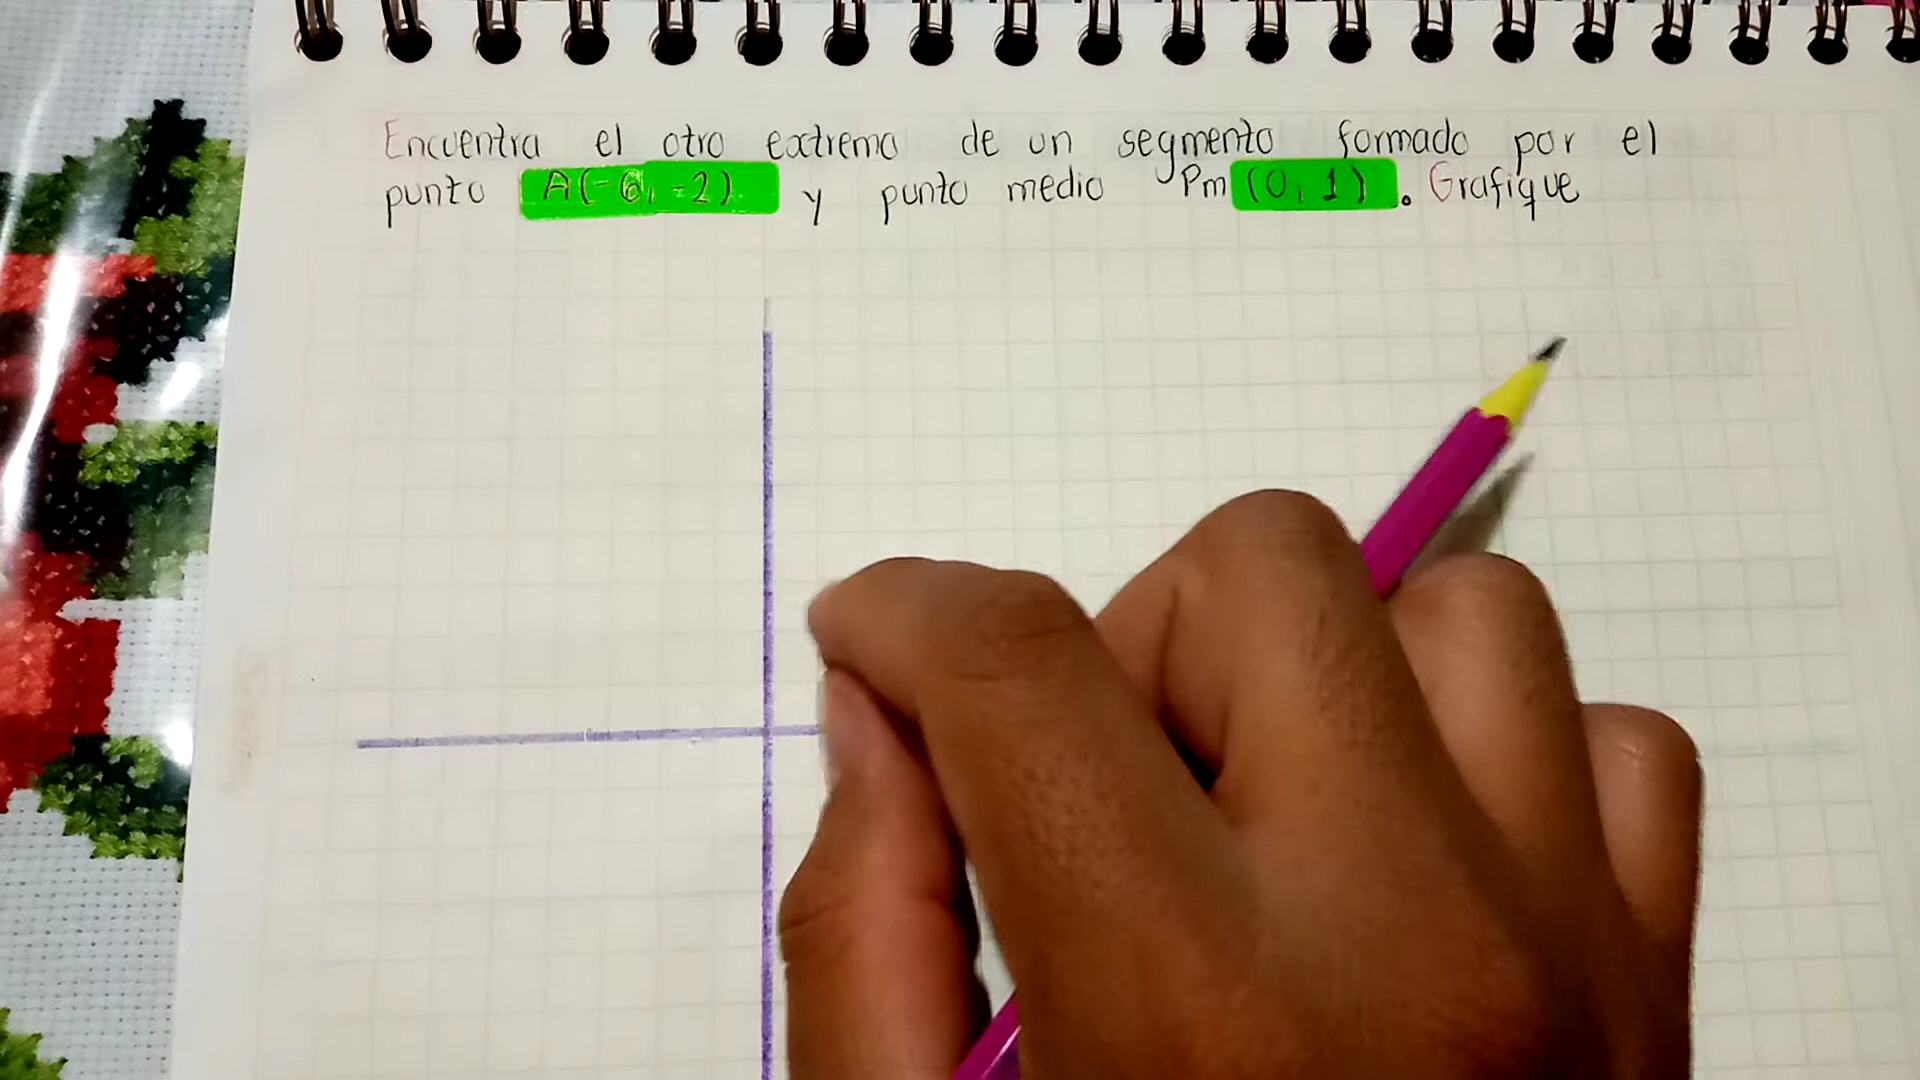 Encuentra el otro extremo de un segmento formado por el
punto A(-6, -2) y punto medio Pm (0, 1). Grafique